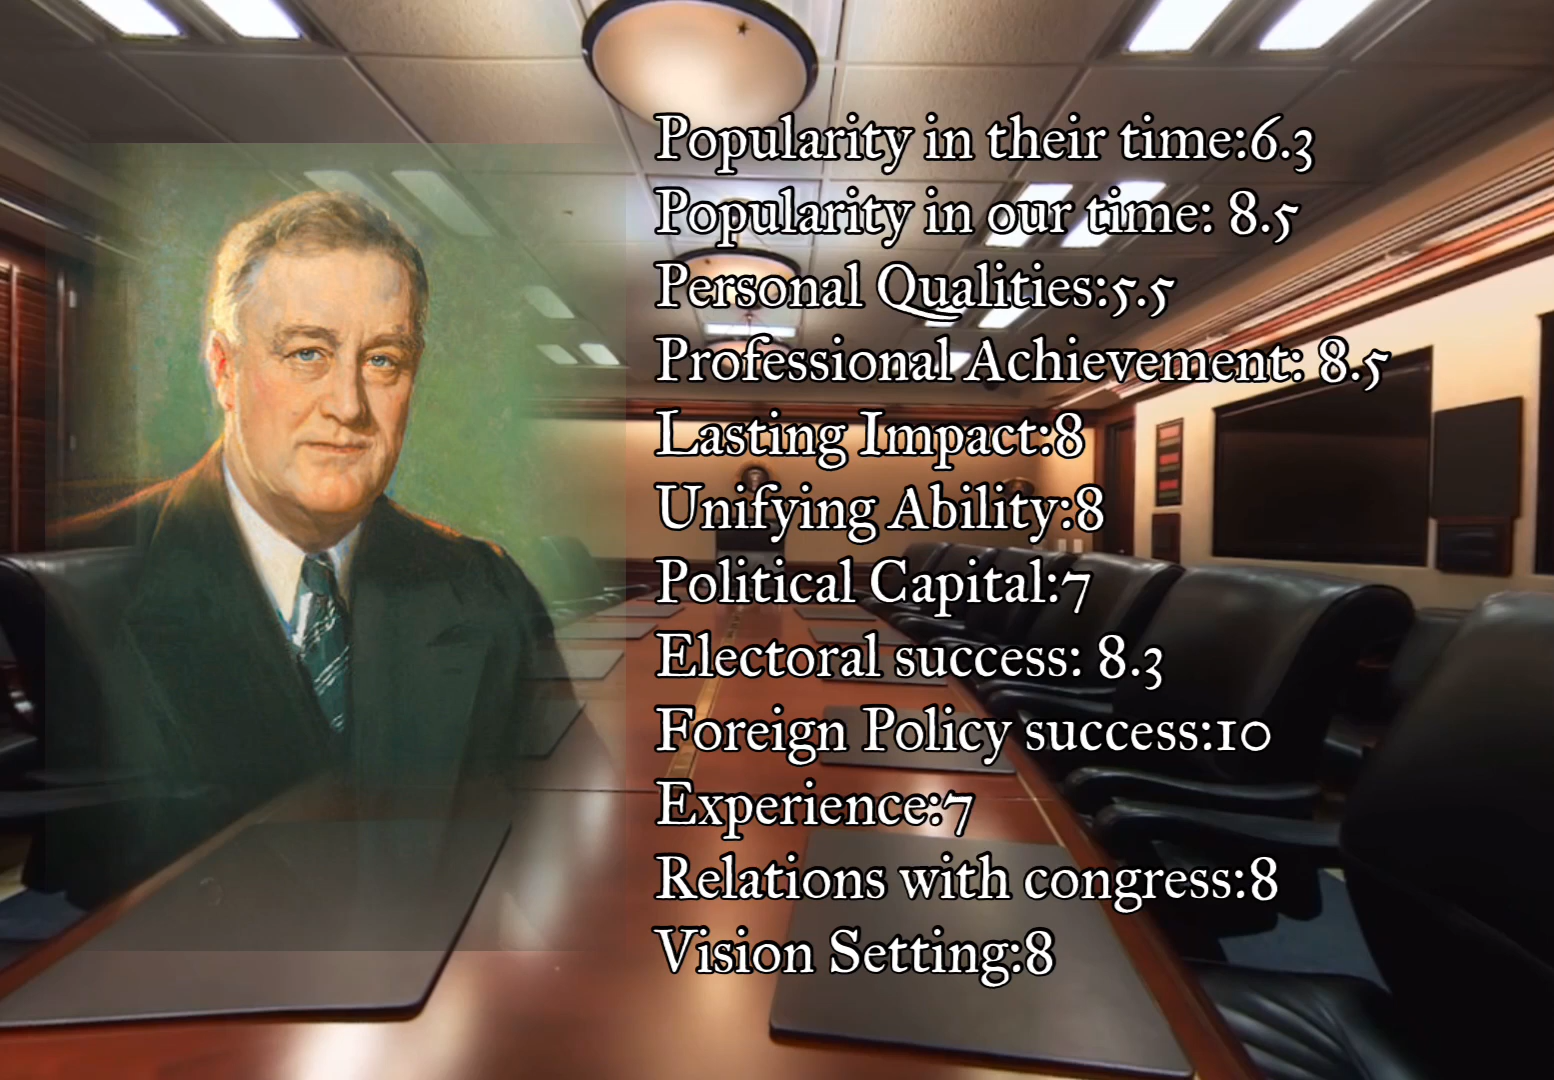 Popularity in their time:6.3
Popularity in our time: 8.5
Personal Qualities:5.5
Professional Achievement: 8.5
Lasting Impact:8
Unifying Ability:8
Political Capital:7
Electoral success: 8.3
Foreign Policy success:10
Experience:7
Relations with congress:8
Vision Setting:8